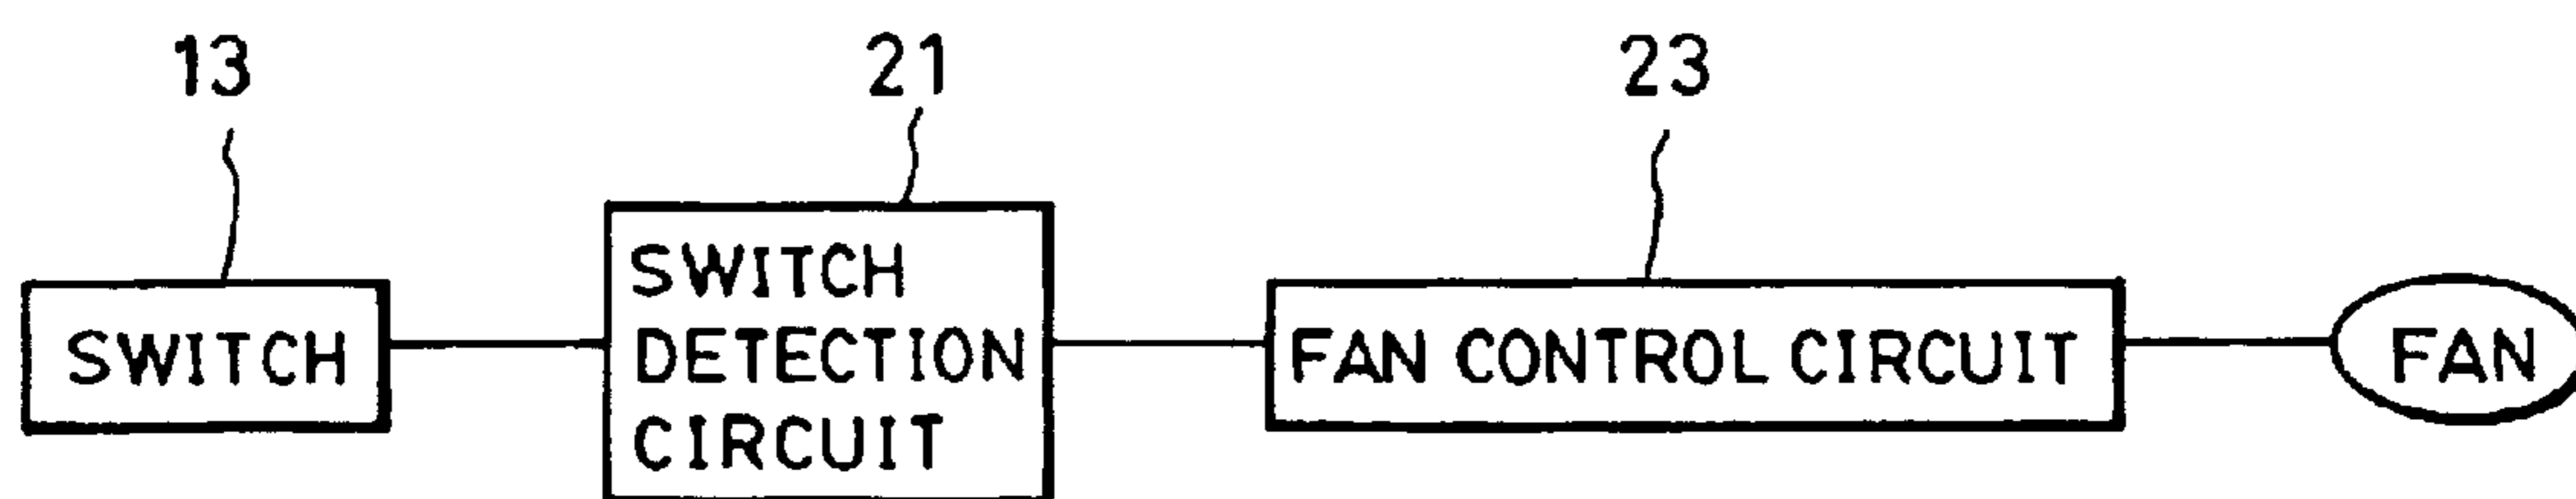 13
21
23
SWITCH
SWITCH
DETECTION
CIRCUIT
FAN CONTROL CIRCUIT
FAN